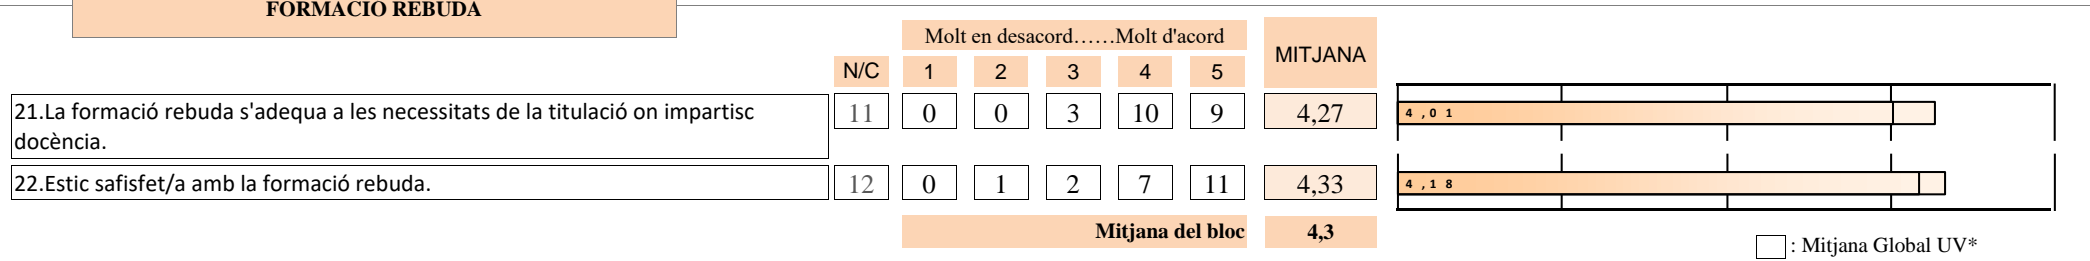 FORMACIÓ REBUDA
Molt en desacord……Molt d'acord
MITJANA
N/C 1 2 3 4 5
21.La formació rebuda s'adequa a les necessitats de la titulació on impartisc
docència.
11 0 0 3 10 9 4,27 4,01
22.Estic safisfet/a amb la formació rebuda. 12 0 1 2 7 11 4,33 4,18
Mitjana del bloc 4,3
: Mitjana Global UV*